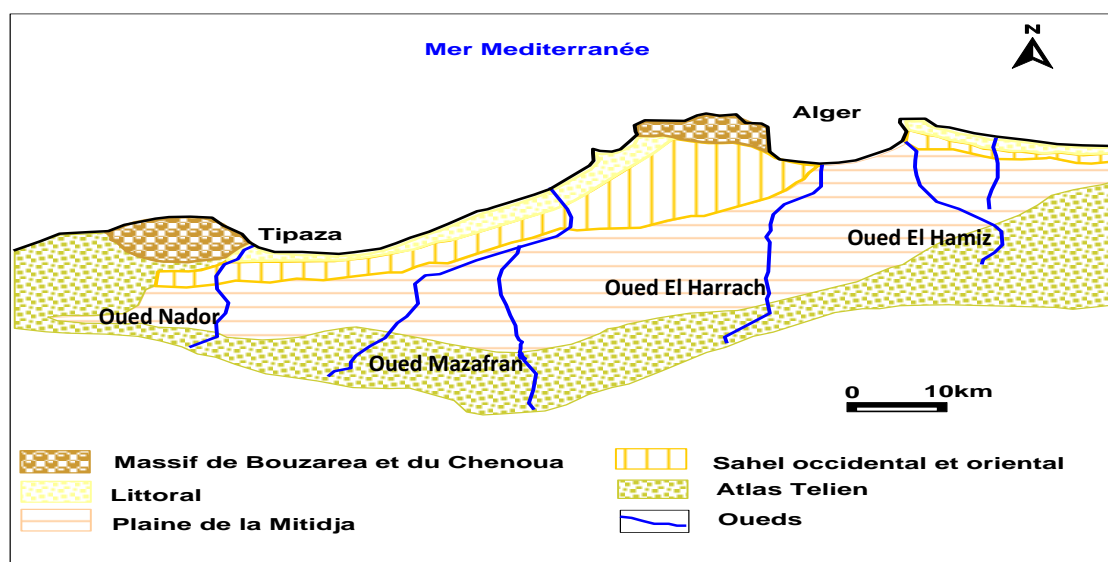 Mer Mediterranée
N
Alger
Tipaza
Oued El Hamiz
Oued El Harrach
Oued Nador
Oued Mazafran
0 10km
Massif de Bouzarea et du Chenoua
Sahel occidental et oriental
Littoral
Atlas Telien
Plaine de la Mitidja
Oueds